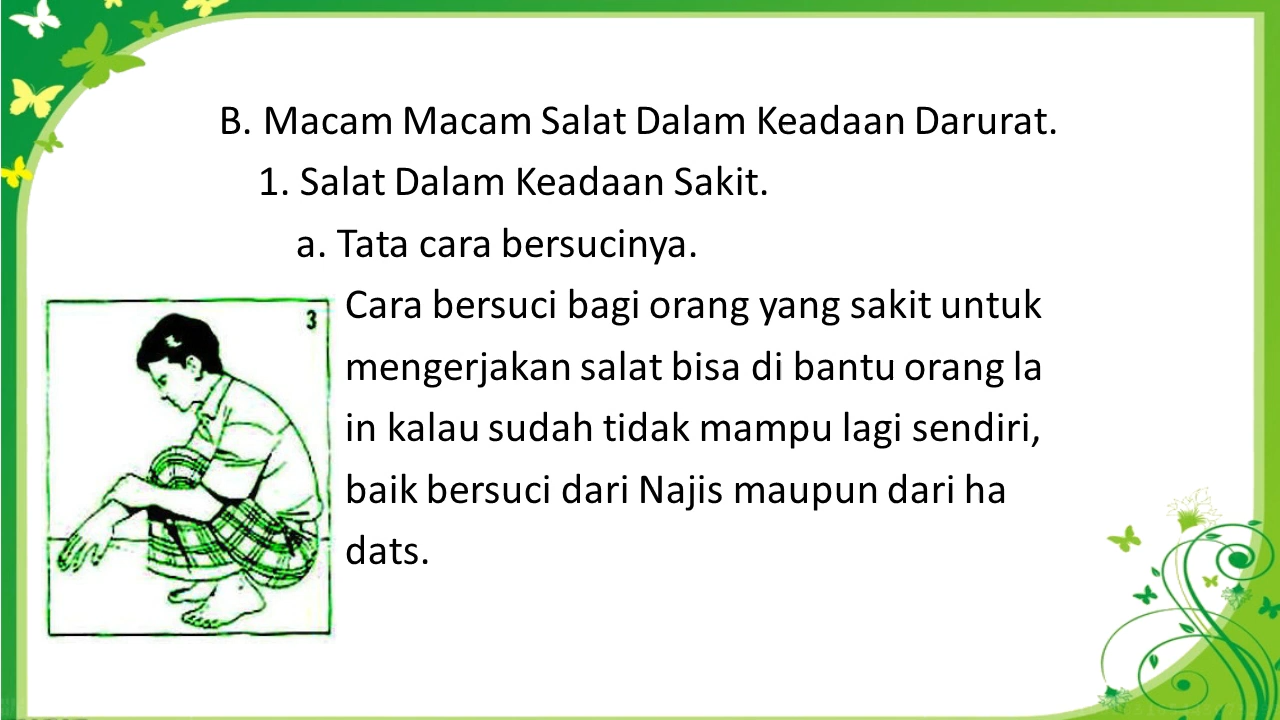 B. Macam Macam Salat Dalam Keadaan Darurat.
1. Salat Dalam Keadaan Sakit.
a. Tata cara bersucinya.
Cara bersuci bagi orang yang sakit untuk
mengerjakan salat bisa di bantu orang la
in kalau sudah tidak mampu lagi sendiri,
baik bersuci dari Najis maupun dari ha
dats.
3